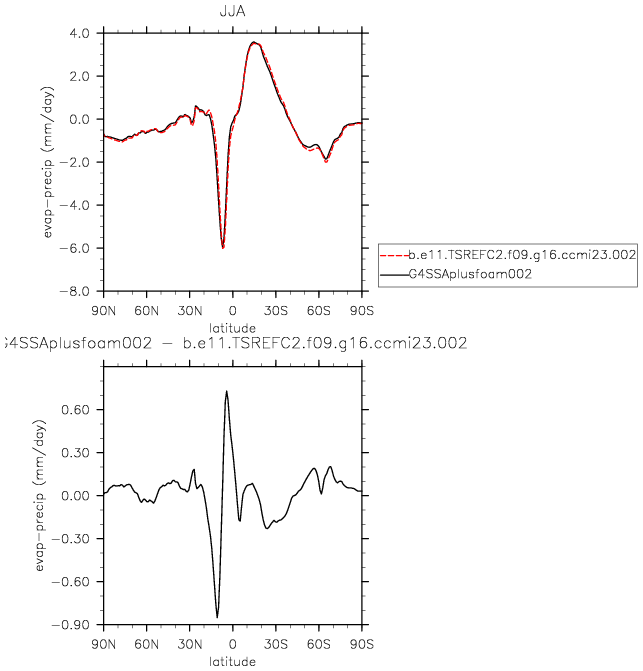 JJA
4.0
2.0
0.0
−2.0
−4.0
−6.0
−8.0
evap−precip (mm/day)
90N 60N 30N 0 30S 60S 90S
latitude
b.e11.TSREFC2.f09.g16.ccmi23.002
G4SSAplusfoam002
G4SSAplusfoam002 − b.e11.TSREFC2.f09.g16.ccmi23.002
0.60
0.30
0.00
−0.30
−0.60
−0.90
evap−precip (mm/day)
90N 60N 30N 0 30S 60S 90S
latitude